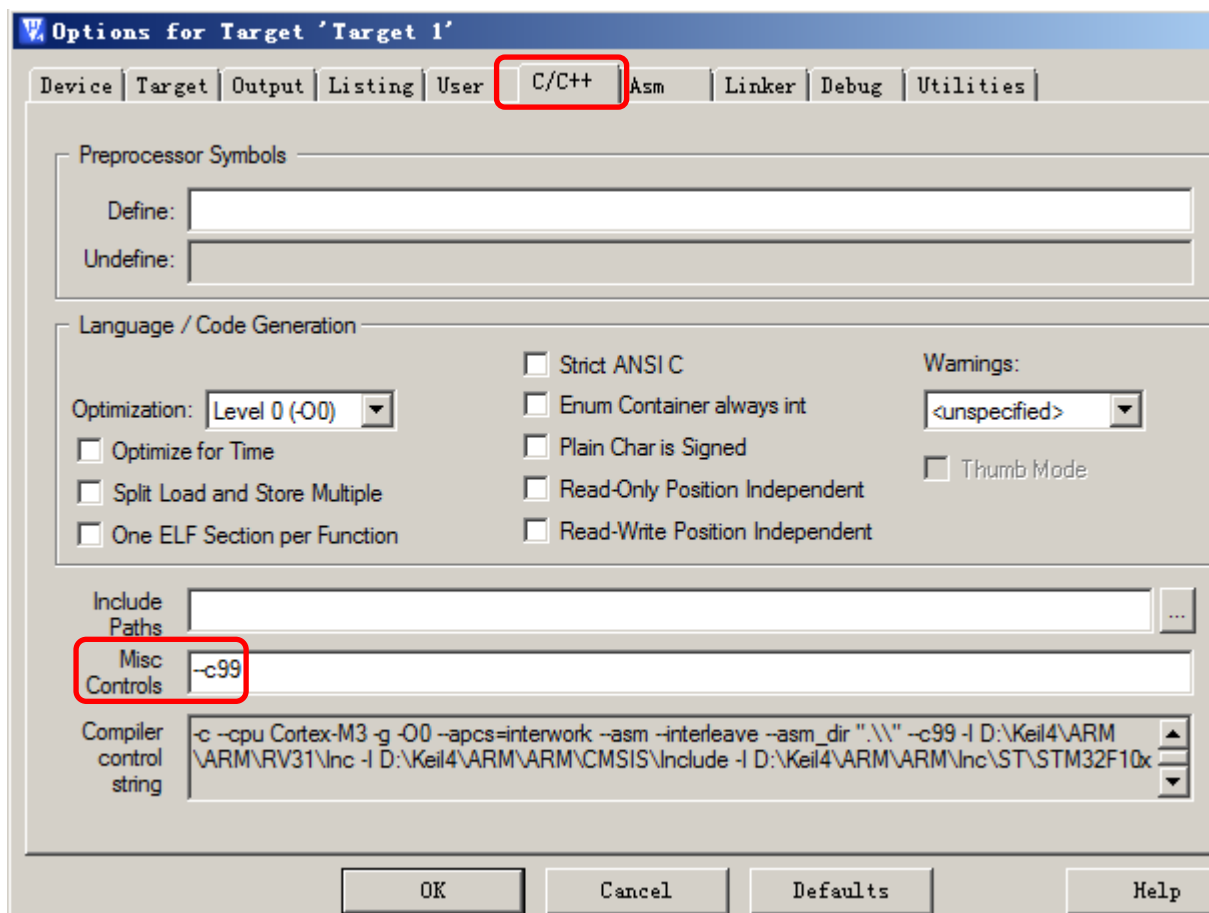 Options for Target 'Target 1'
Device Target Output Listing User C/C++ Asm Linker Debug Utilities
Preprocessor Symbols
Define:
Undefine:
Language / Code Generation
Strict ANSI C
Warnings:
Optimization: Level 0 (-O0)
Enum Container always int
<unspecified>
Optimize for Time
Plain Char is Signed
Thumb Mode
Split Load and Store Multiple
Read-Only Position Independent
One ELF Section per Function
Read-Write Position Independent
Include
Paths
...
Misc
Controls
--c99
Compiler
control
string
-c --cpu Cortex-M3 -g -O0 --apcs=interwork --asm --interleave --asm_dir ".\\" --c99 -I D:\Keil4\ARM
\ARM\RV31\Inc -I D:\Keil4\ARM\ARM\CMSIS\Include -I D:\Keil4\ARM\ARM\Inc\ST\STM32F10x
OK Cancel Defaults Help